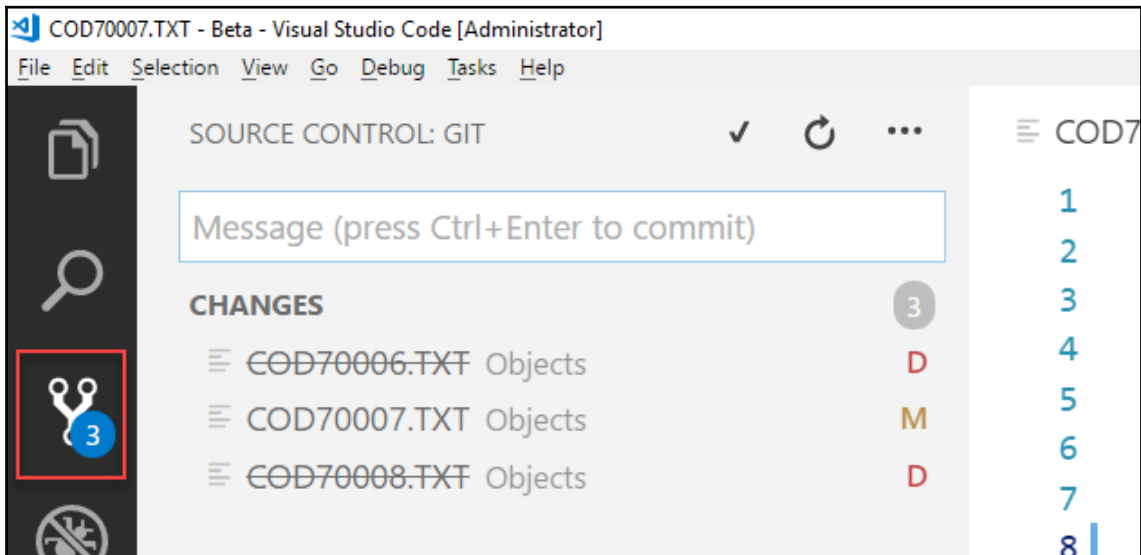 COD70007.TXT - Beta - Visual Studio Code [Administrator]
File Edit Selection View Go Debug Tasks Help
SOURCE CONTROL: GIT
Message (press Ctrl+Enter to commit)
CHANGES 3
COD70006.TXT Objects D
COD70007.TXT Objects M
COD70008.TXT Objects D
3
COD7
1
2
3
4
5
6
7
8